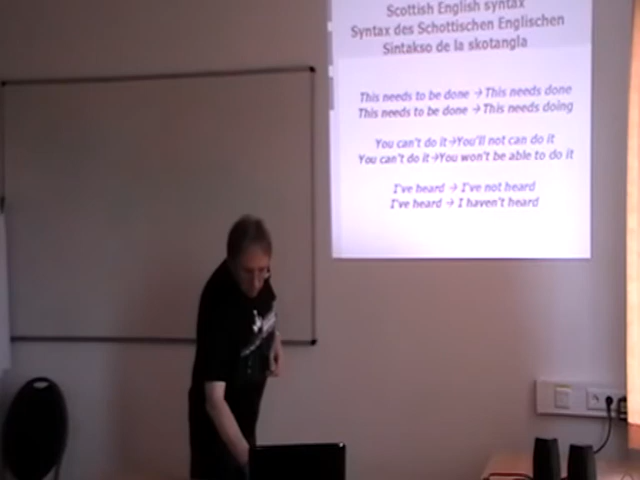 Scottish English syntax
Syntax des Schottischen Englischen
Sintakso de la skotangla
This needs to be done → This needs done
This needs to be done → This needs doing
You can't do it→You'll not can do it
You can't do it→You won't be able to do it
I've heard → I've not heard
I've heard → I haven't heard